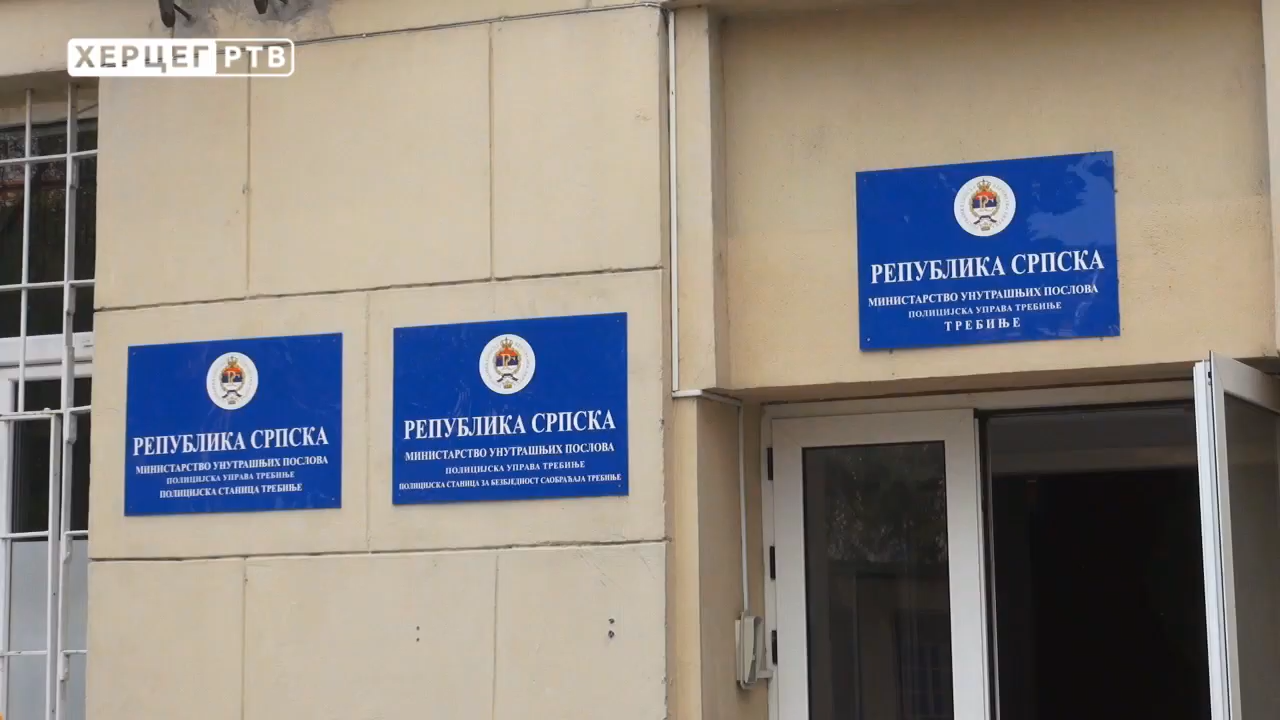 ХЕРЦЕГ РТВ
РЕПУБЛИКА СРПСКА
МИНИСТАРСТВО УНУТРАШЊИХ ПОСЛОВА
ПОЛИЦИЈСКА УПРАВА ТРЕБИЊЕ
ПОЛИЦИЈСКА СТАНИЦА ТРЕБИЊЕ
РЕПУБЛИКА СРПСКА
МИНИСТАРСТВО УНУТРАШЊИХ ПОСЛОВА
ПОЛИЦИЈСКА УПРАВА ТРЕБИЊЕ
ПОЛИЦИЈСКА СТАНИЦА ЗА БЕЗБЈЕДНОСТ САОБРАЋАЈА ТРЕБИЊЕ
РЕПУБЛИКА СРПСКА
МИНИСТАРСТВО УНУТРАШЊИХ ПОСЛОВА
ПОЛИЦИЈСКА УПРАВА ТРЕБИЊЕ
ТРЕБИЊЕ